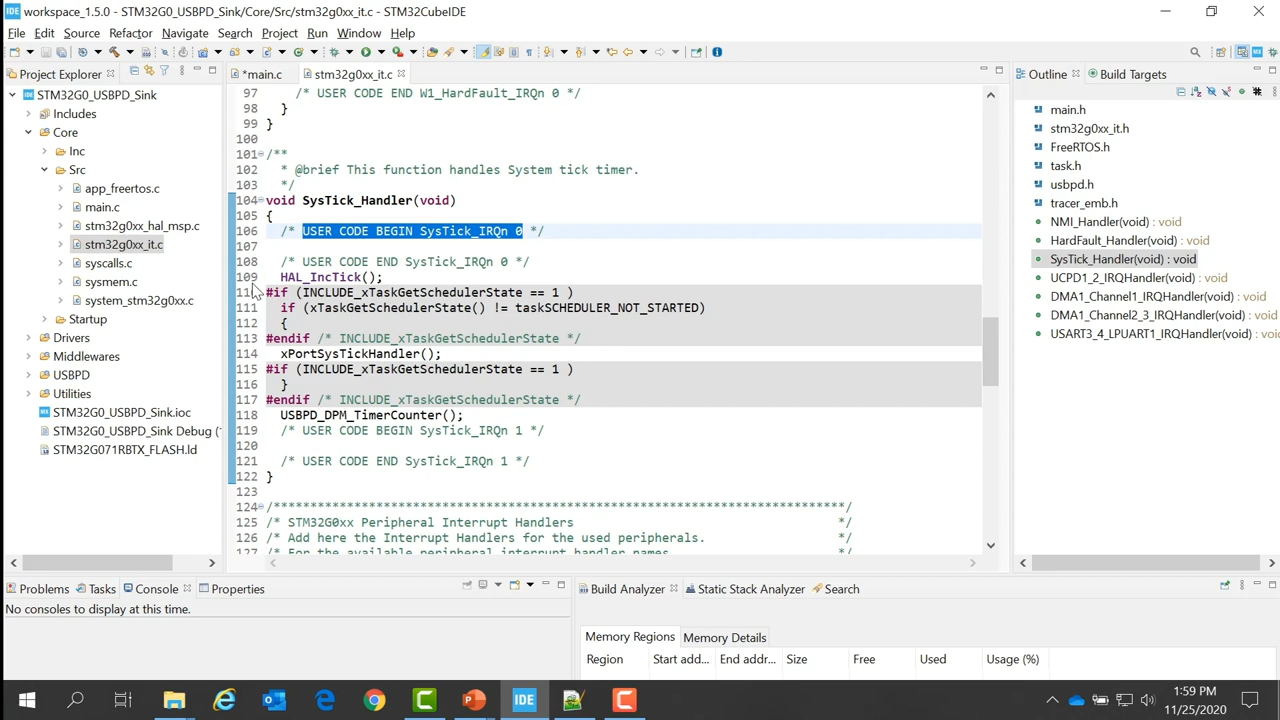 IDE workspace_1.5.0 - STM32G0_USBPD_Sink/Core/Src/stm32g0xx_it.c - STM32CubeIDE
File Edit Source Refactor Navigate Search Project Run Window Help
Project Explorer
STM32G0_USBPD_Sink
Includes
Core
Inc
Src
app_freertos.c
main.c
stm32g0xx_hal_msp.c
stm32g0xx_it.c
syscalls.c
sysmem.c
system_stm32g0xx.c
Startup
Drivers
Middlewares
USBPD
Utilities
STM32G0_USBPD_Sink.ioc
STM32G0_USBPD_Sink Debug (
STM32G071RBTX_FLASH.ld
*main.c stm32g0xx_it.c
97 /* USER CODE END W1_HardFault_IRQn 0 */
98 }
99 }
100
101 /**
102 * @brief This function handles System tick timer.
103 */
104 void SysTick_Handler(void)
105 {
106 /* USER CODE BEGIN SysTick_IRQn 0 */
107
108 /* USER CODE END SysTick_IRQn 0 */
109 HAL_IncTick();
110 #if (INCLUDE_xTaskGetSchedulerState == 1 )
111 if (xTaskGetSchedulerState() != taskSCHEDULER_NOT_STARTED)
112 {
113 #endif /* INCLUDE_xTaskGetSchedulerState */
114 xPortSysTickHandler();
115 #if (INCLUDE_xTaskGetSchedulerState == 1 )
116 }
117 #endif /* INCLUDE_xTaskGetSchedulerState */
118 USBPD_DPM_TimerCounter();
119 /* USER CODE BEGIN SysTick_IRQn 1 */
120
121 /* USER CODE END SysTick_IRQn 1 */
122 }
123
124 /******************************************************************************/
125 /* STM32G0xx Peripheral Interrupt Handlers */
126 /* Add here the Interrupt Handlers for the used peripherals. */
127 /* For the available peripheral interrupt handler names
Outline Build Targets
main.h
stm32g0xx_it.h
FreeRTOS.h
task.h
usbpd.h
tracer_emb.h
NMI_Handler(void) : void
HardFault_Handler(void) : void
SysTick_Handler(void) : void
UCPD1_2_IRQHandler(void) : void
DMA1_Channel1_IRQHandler(void) : void
DMA1_Channel2_3_IRQHandler(void) : void
USART3_4_LPUART1_IRQHandler(void) : void
Problems Tasks Console Properties
No consoles to display at this time.
Build Analyzer Static Stack Analyzer Search
Memory Regions Memory Details
Region Start add... End addr... Size Free Used Usage (%)
IDE
1:59 PM
11/25/2020